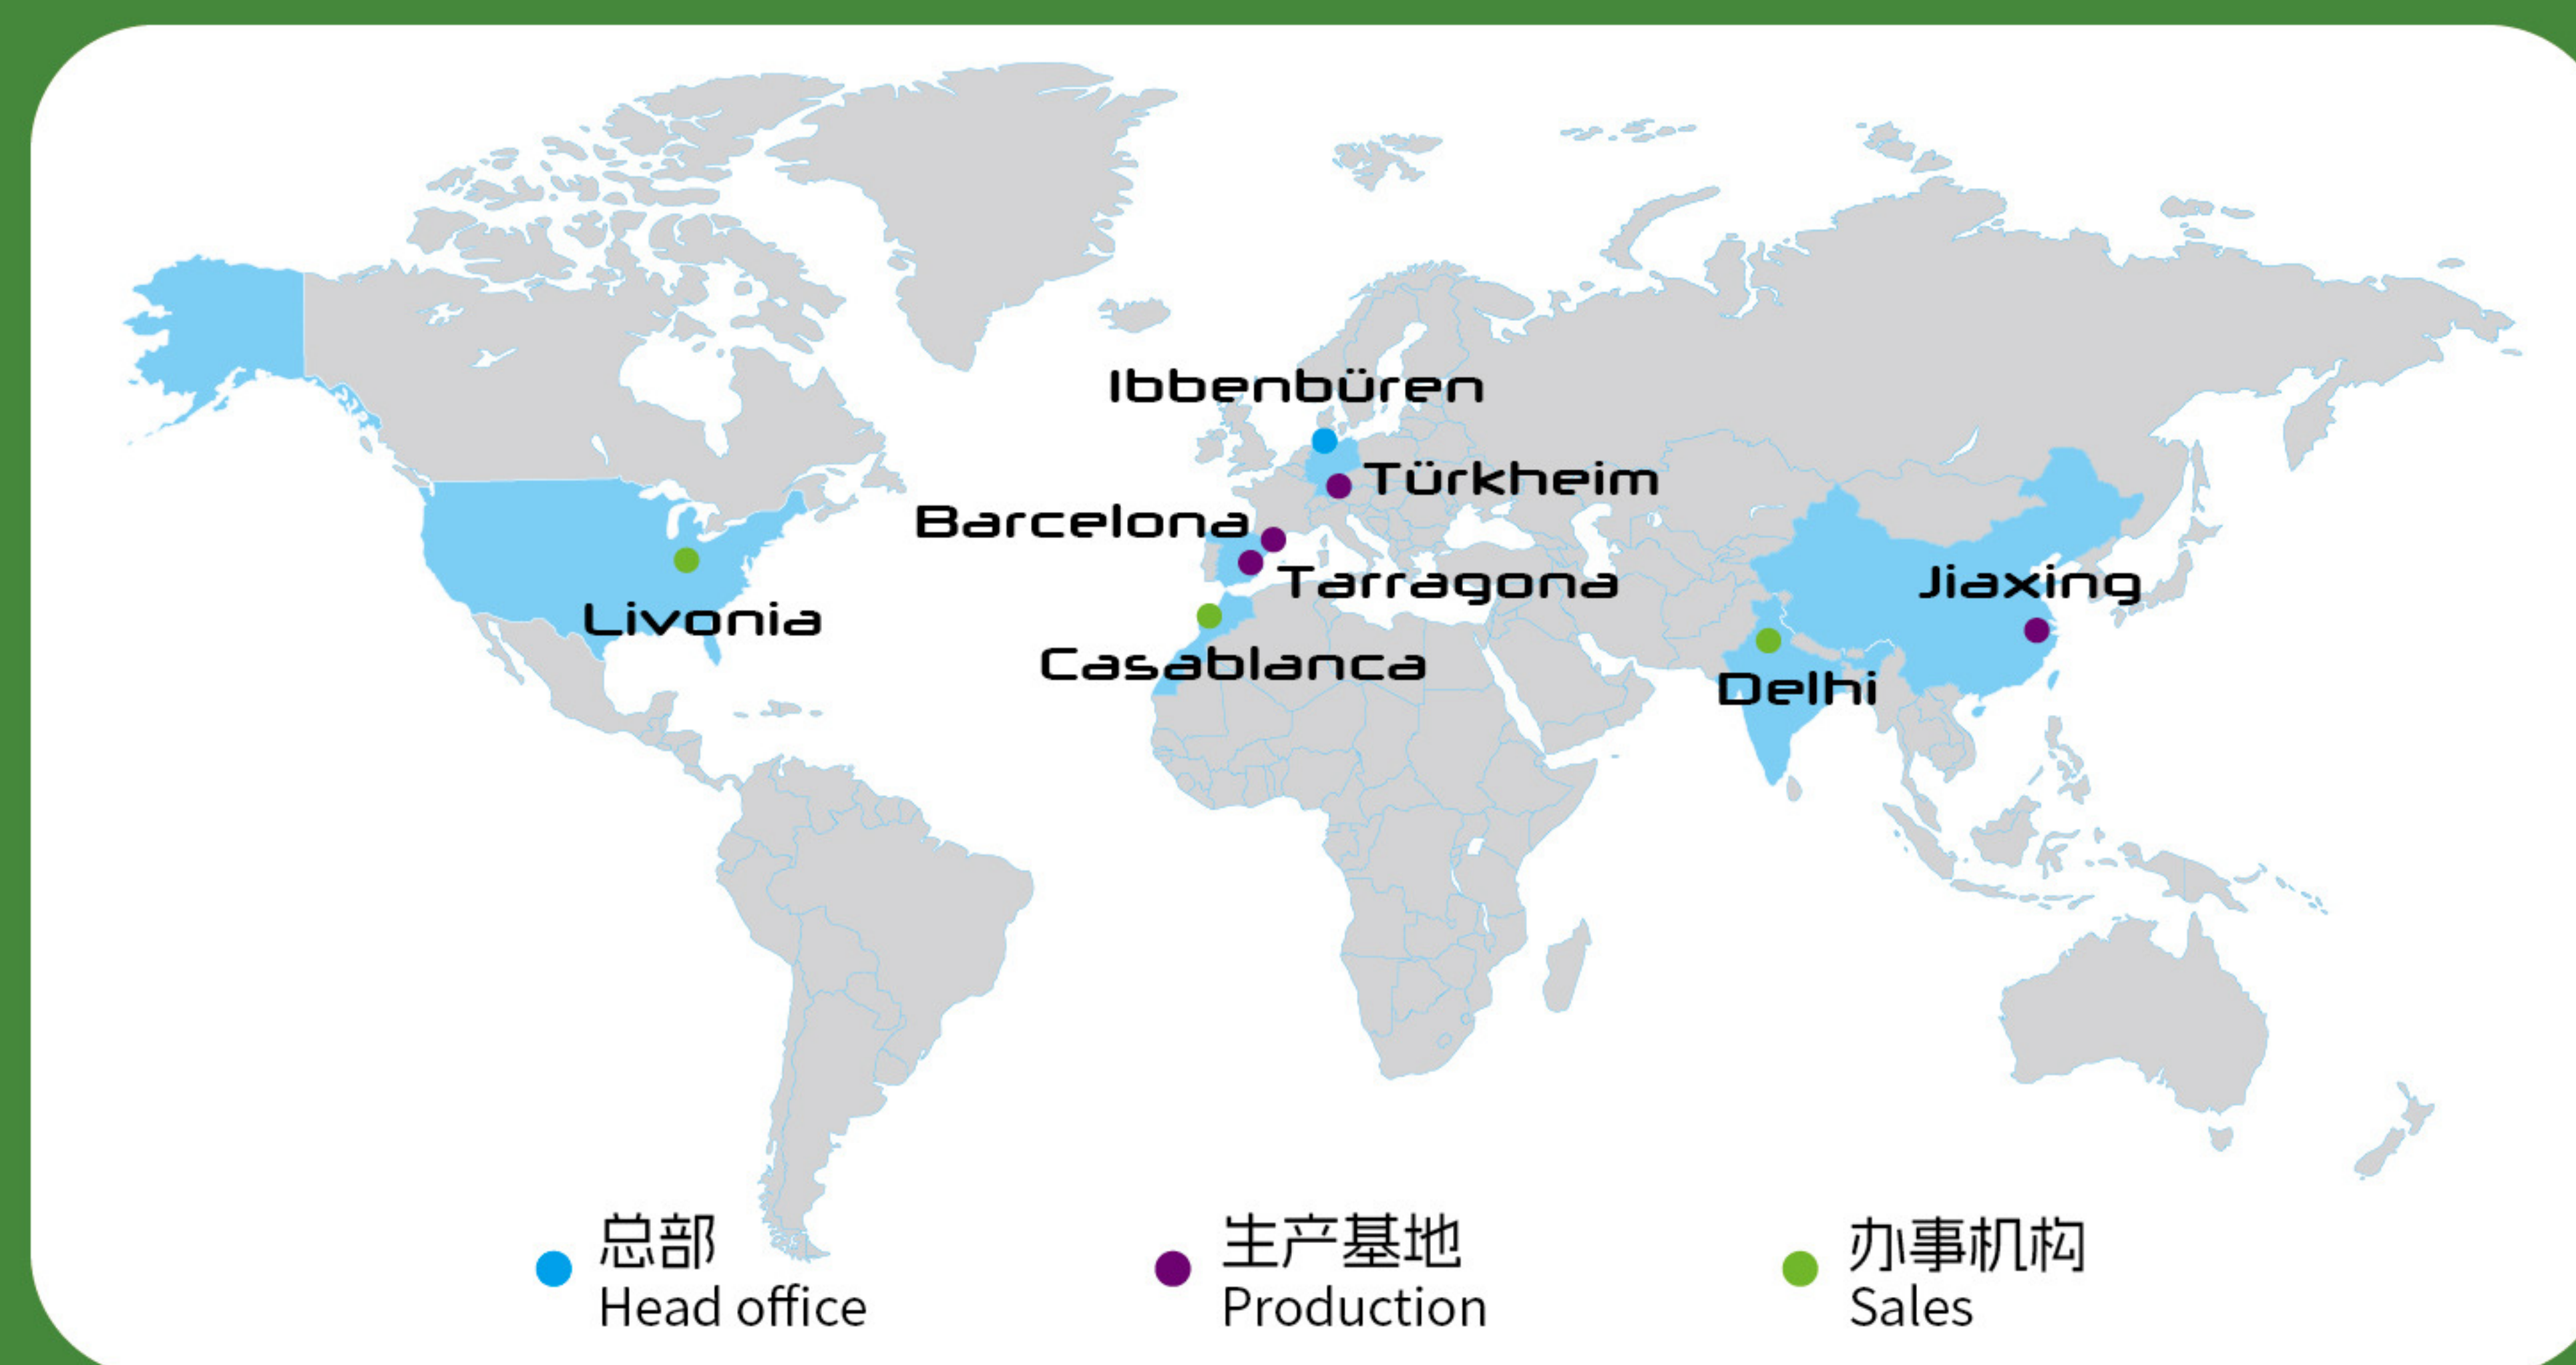 Ibbenbüren
Türkheim
Barcelona
Tarragona
Jiaxing
Livonia
Casablanca
Delhi
总部
Head office
生产基地
Production
办事机构
Sales